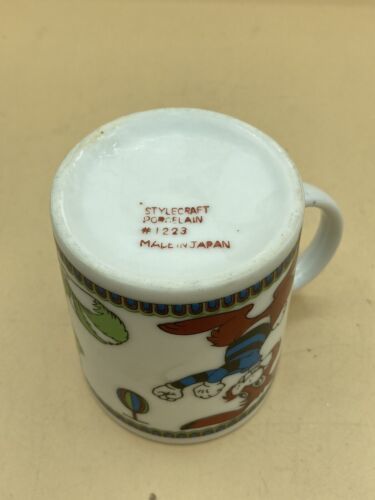 STYLECRAFT
PORCELAIN
#1223
MADE IN JAPAN